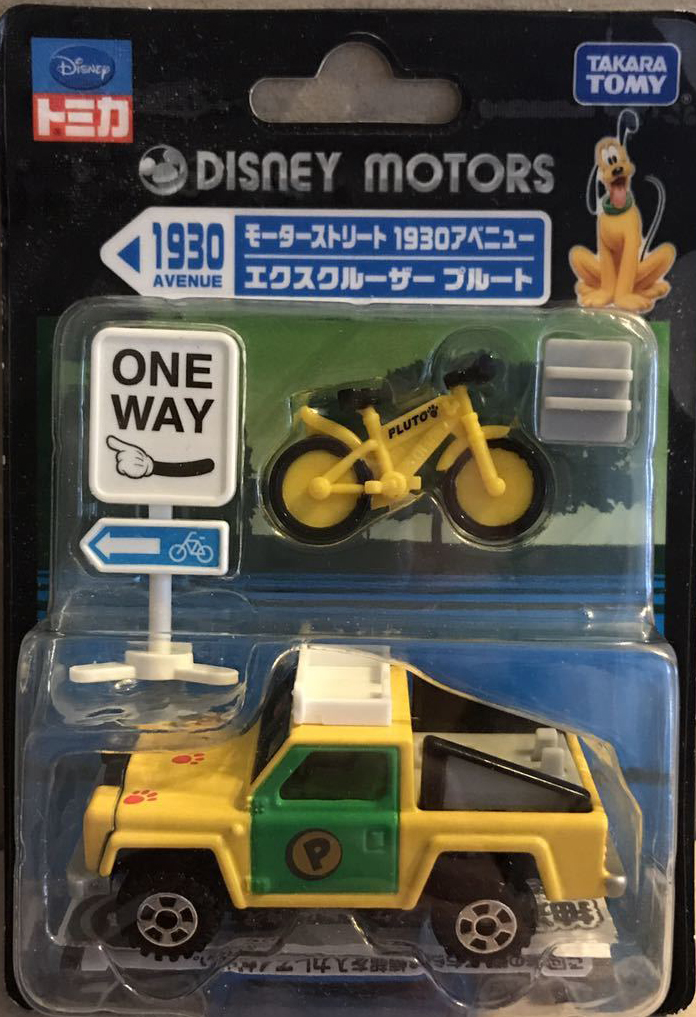 Disney
トミカ
TAKARA
TOMY
DISNEY MOTORS
1930
AVENUE
モーターストリート 1930アベニュー
エクスクルーザー プルート
ONE
WAY
PLUTO
P